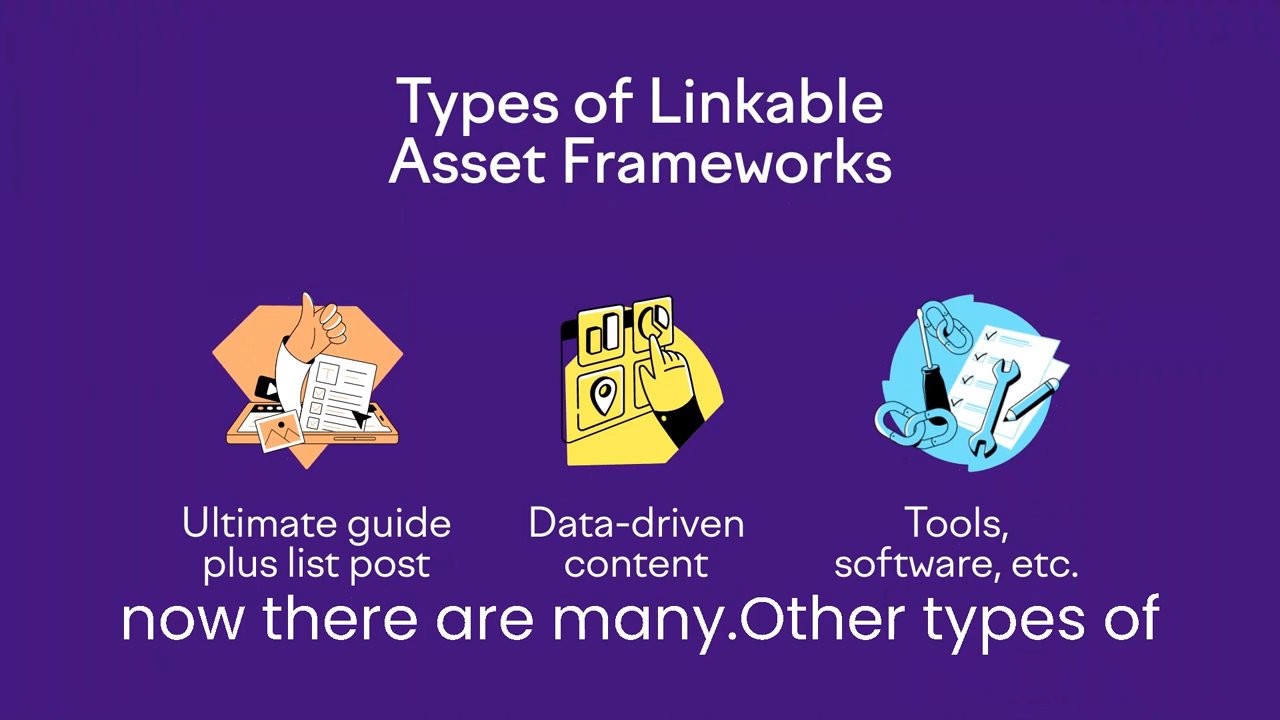 Types of Linkable
Asset Frameworks
Ultimate guide
plus list post
Data-driven
content
Tools,
software, etc.
now there are many.Other types of